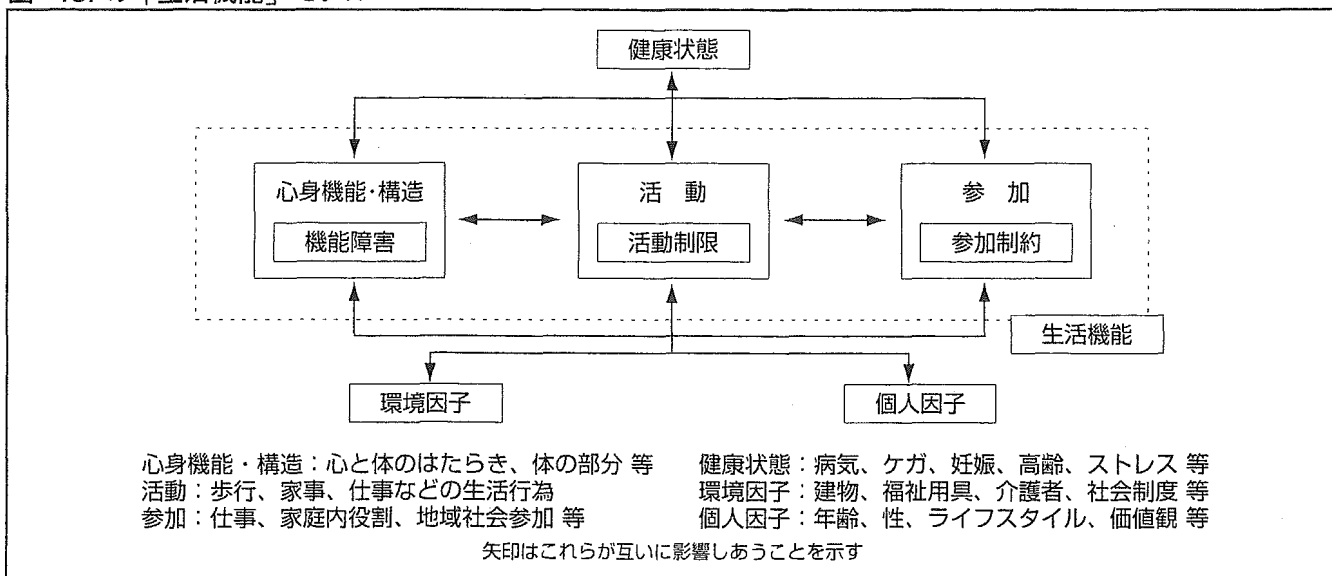 健康状態
心身機能・構造
活 動
参 加
機能障害
活動制限
参加制約
生活機能
環境因子
個人因子
心身機能・構造：心と体のはたらき、体の部分 等
活動：歩行、家事、仕事などの生活行為
参加：仕事、家庭内役割、地域社会参加 等
健康状態：病気、ケガ、妊娠、高齢、ストレス 等
環境因子：建物、福祉用具、介護者、社会制度 等
個人因子：年齢、性、ライフスタイル、価値観 等
矢印はこれらが互いに影響しあうことを示す